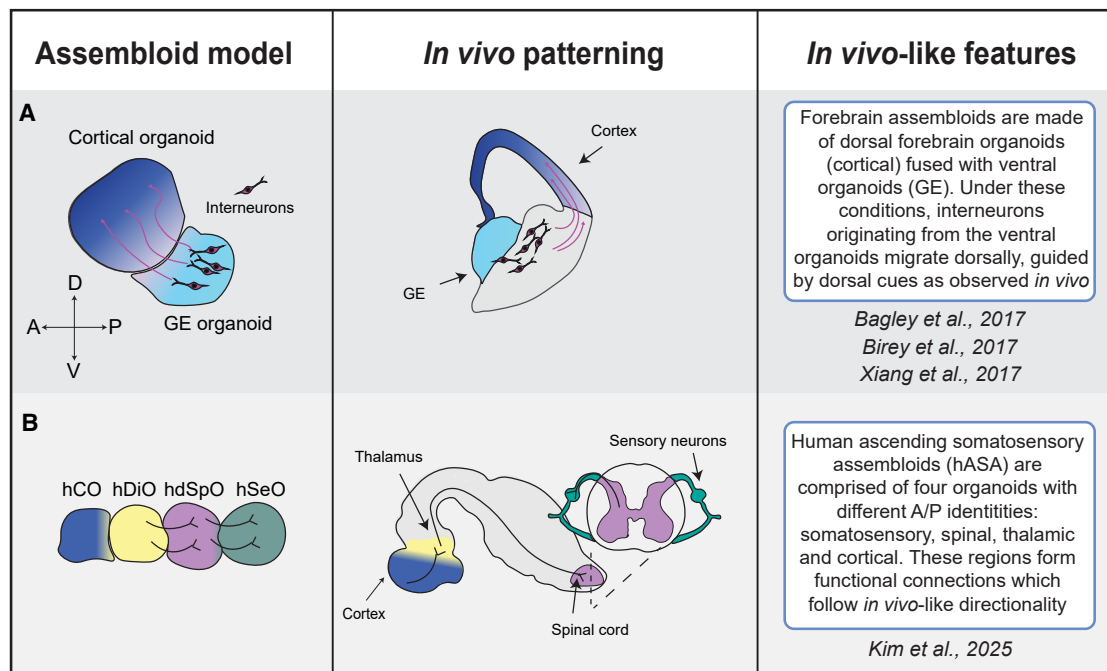 Assembloid model
In vivo patterning
In vivo-like features
A
Cortical organoid
Interneurons
D
A
P
V
GE organoid
Cortex
GE
Forebrain assembloids are made
of dorsal forebrain organoids
(cortical) fused with ventral
organoids (GE). Under these
conditions, interneurons
originating from the ventral
organoids migrate dorsally, guided
by dorsal cues as observed in vivo
Bagley et al., 2017
Birey et al., 2017
Xiang et al., 2017
B
hCO hDiO hdSpO hSeO
Thalamus
Sensory neurons
Cortex
Spinal cord
Human ascending somatosensory
assembloids (hASA) are
comprised of four organoids with
different A/P identitities:
somatosensory, spinal, thalamic
and cortical. These regions form
functional connections which
follow in vivo-like directionality
Kim et al., 2025